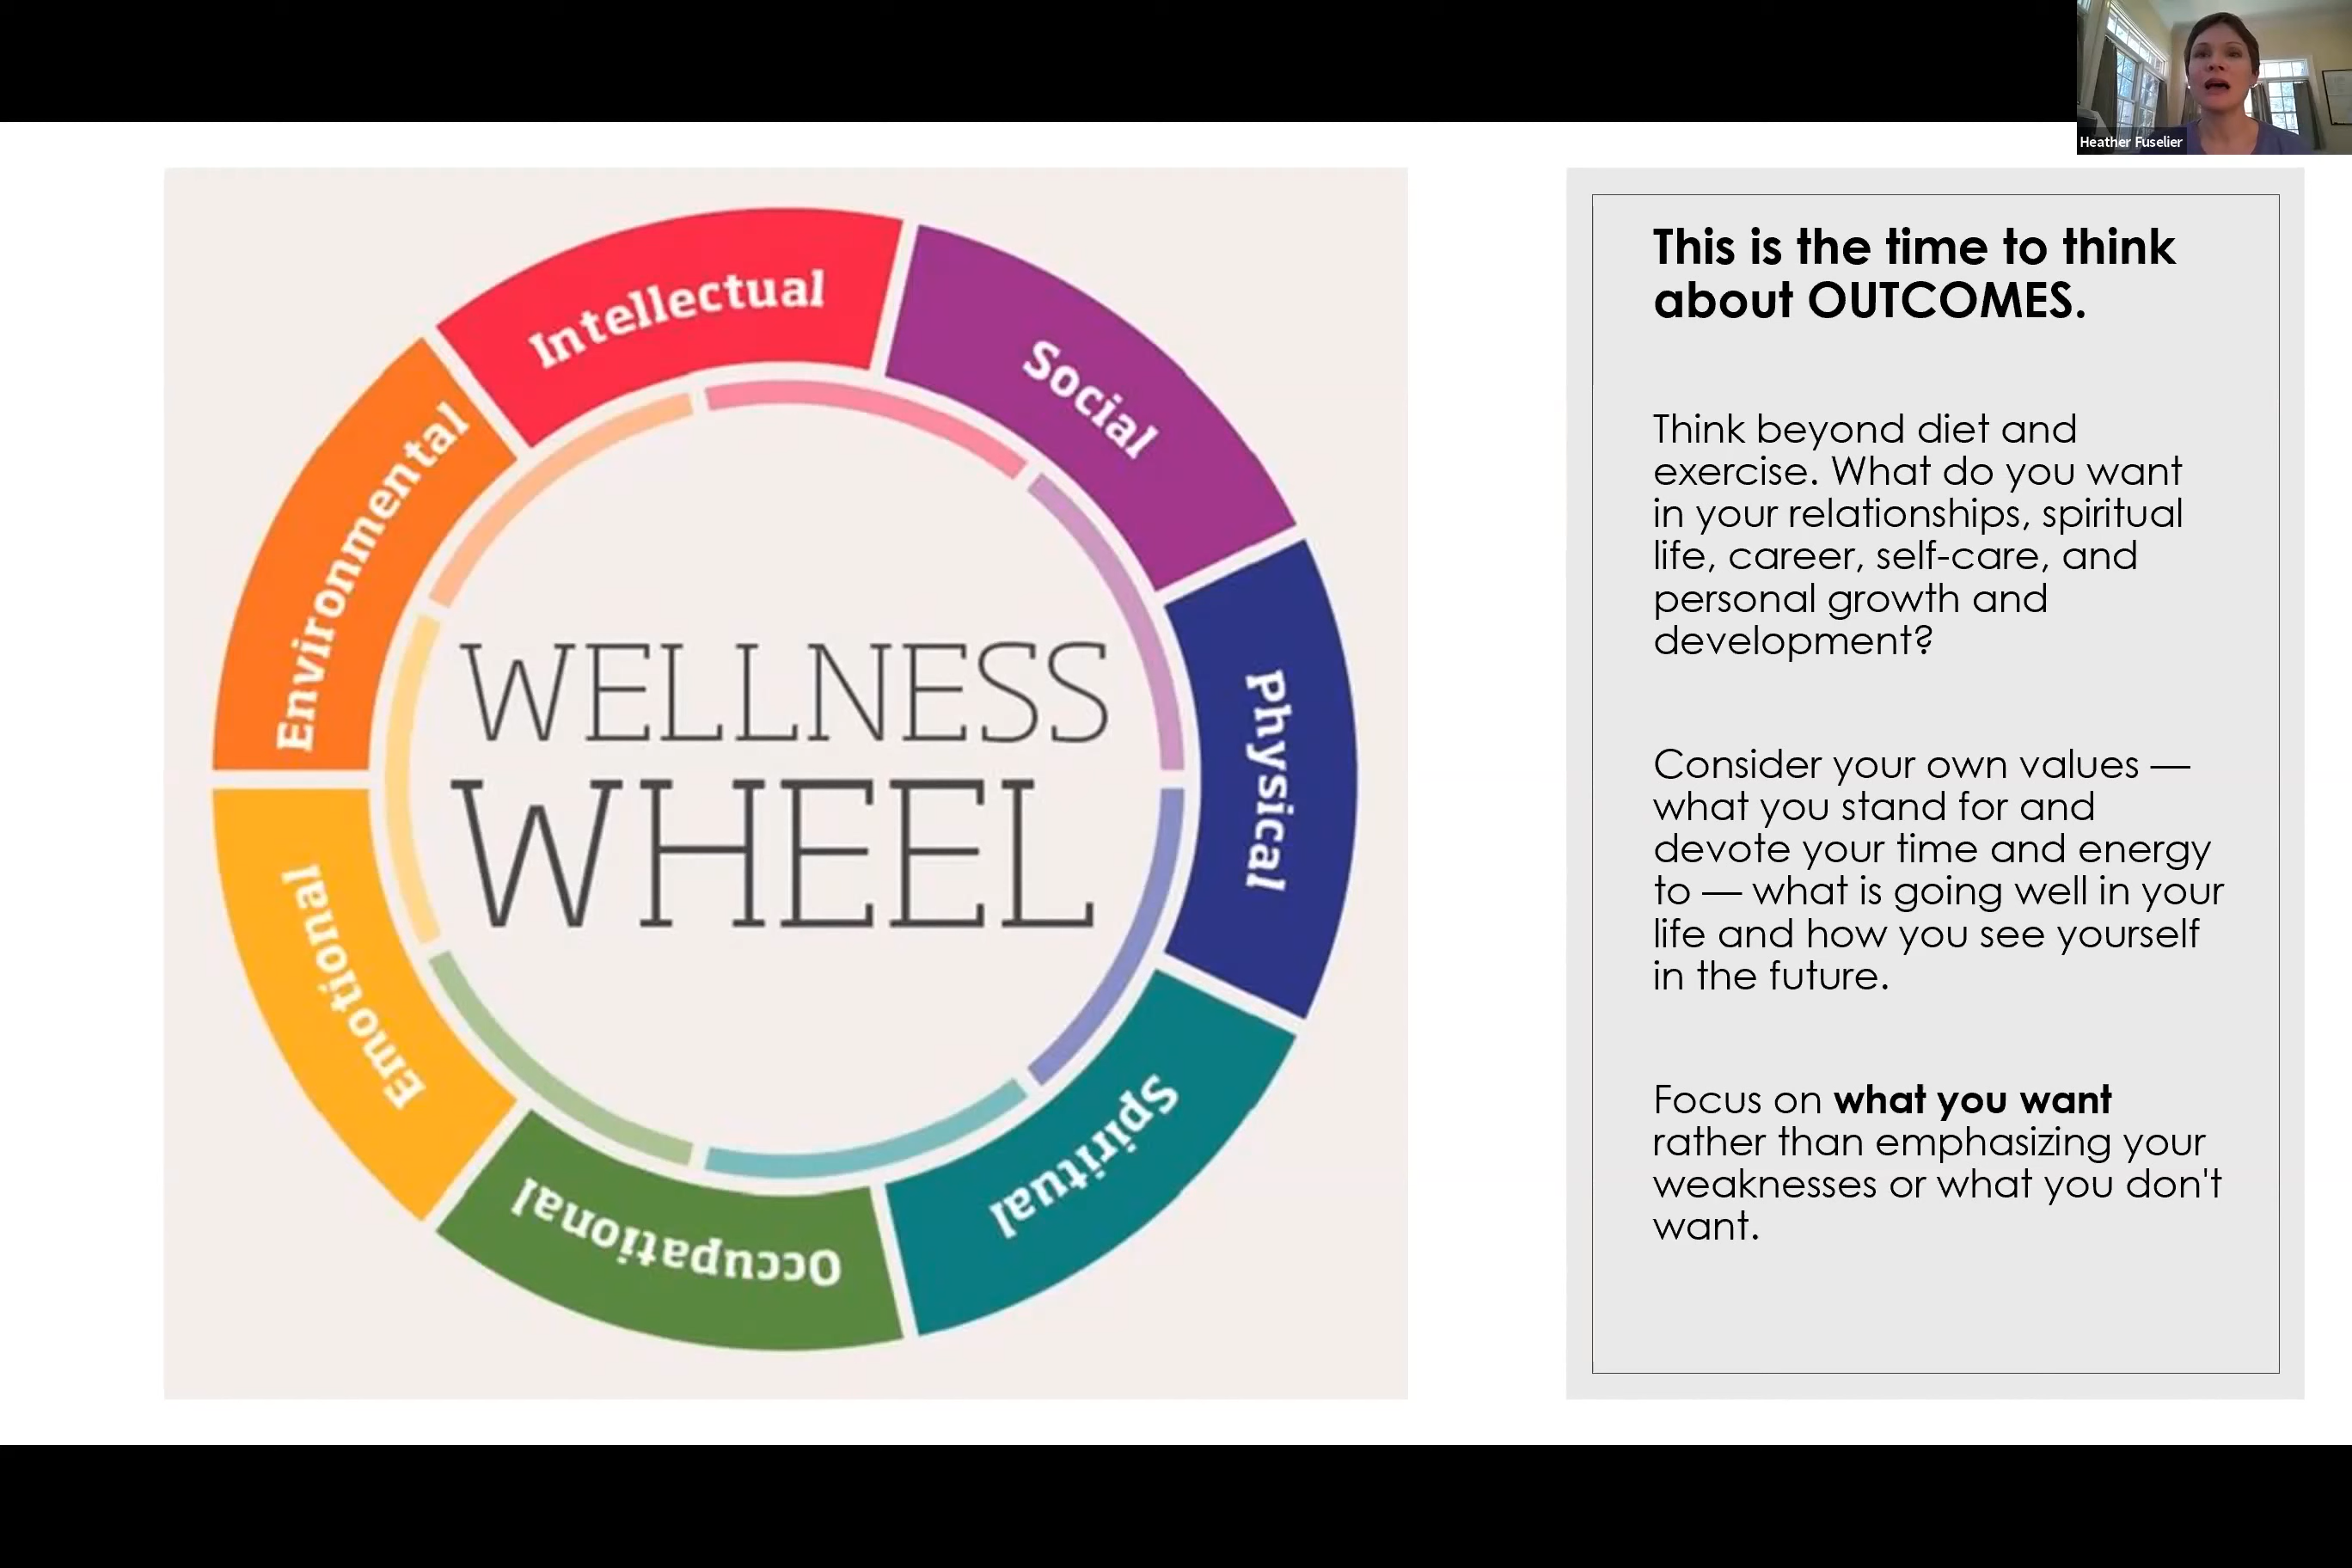 Heather Fuselier
Intellectual
Social
Physical
Spiritual
Occupational
Emotional
Environmental
WELLNESS
WHEEL
This is the time to think
about OUTCOMES.
Think beyond diet and
exercise. What do you want
in your relationships, spiritual
life, career, self-care, and
personal growth and
development?
Consider your own values —
what you stand for and
devote your time and energy
to — what is going well in your
life and how you see yourself
in the future.
Focus on what you want
rather than emphasizing your
weaknesses or what you don't
want.